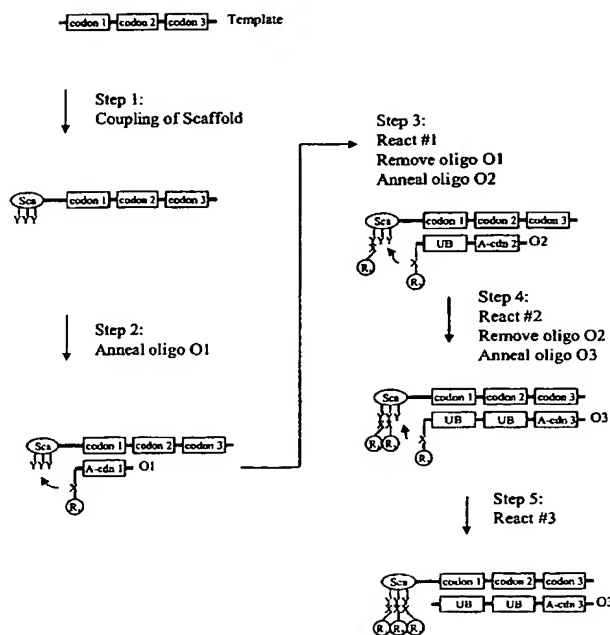 codon 1 codon 2 codon 3 Template
Step 1:
Coupling of Scaffold
Sca codon 1 codon 2 codon 3
Y Y Y
Step 2:
Anneal oligo O1
Sca codon 1 codon 2 codon 3
Y Y Y
A-cdn 1 O1
X
R
Step 3:
React #1
Remove oligo O1
Anneal oligo O2
Sca codon 1 codon 2 codon 3
UB A-cdn 2 O2
X
R
R
Step 4:
React #2
Remove oligo O2
Anneal oligo O3
Sca codon 1 codon 2 codon 3
UB UB A-cdn 3 O3
X
R R
R
Step 5:
React #3
Sca codon 1 codon 2 codon 3
UB UB A-cdn 3 O3
R R R